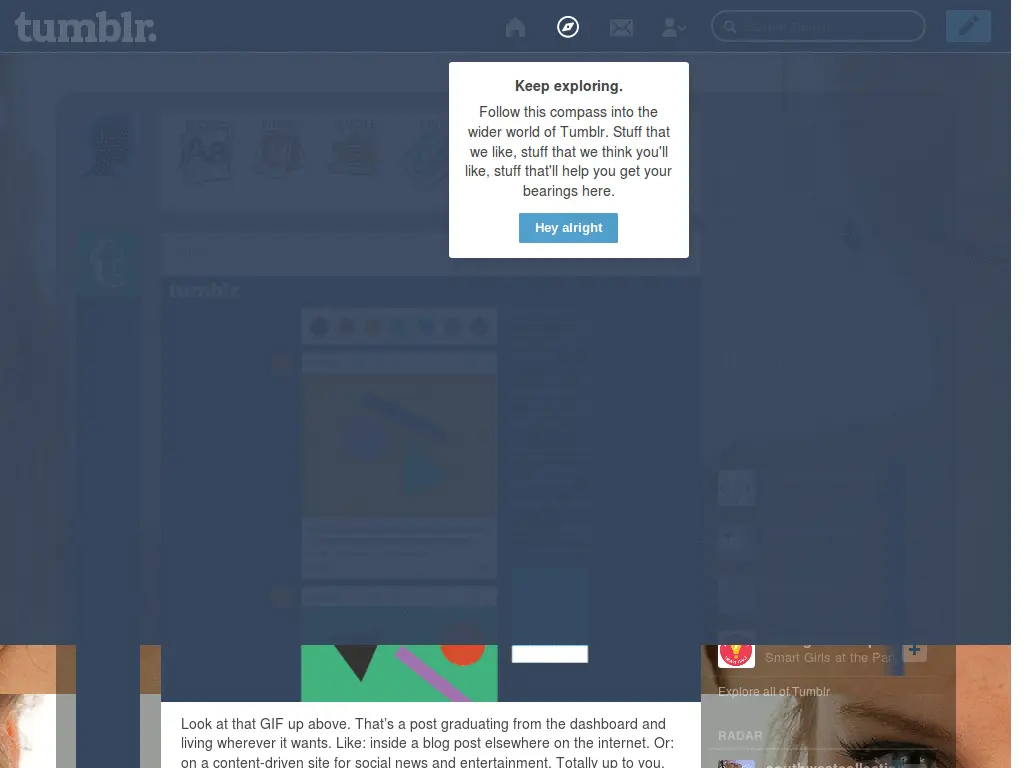 tumblr.
Search Tumblr
Keep exploring.
Follow this compass into the
wider world of Tumblr. Stuff that
we like, stuff that we think you'll
like, stuff that'll help you get your
bearings here.
Hey alright
Aa
tumblr.
Smart Girls at the Par
Explore all of Tumblr
Look at that GIF up above. That’s a post graduating from the dashboard and
living wherever it wants. Like: inside a blog post elsewhere on the internet. Or:
on a content-driven site for social news and entertainment. Totally up to you.
RADAR